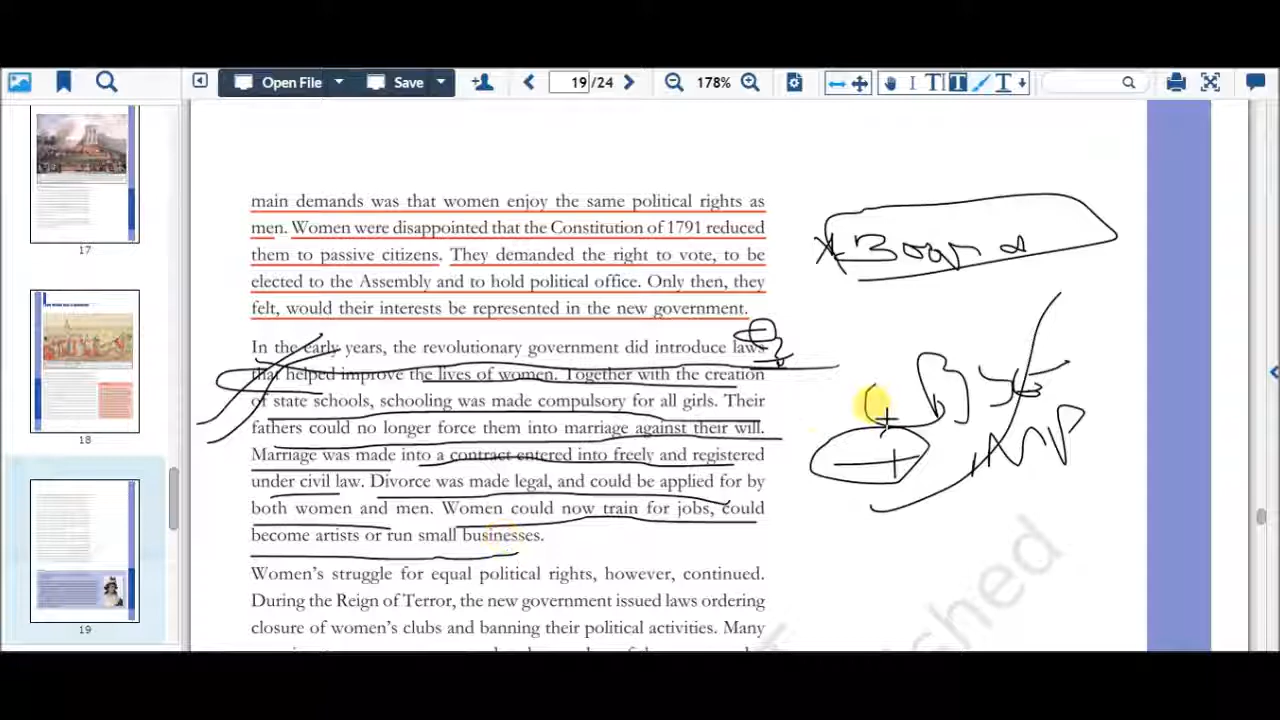 Open File
Save
19 /24
178%
main demands was that women enjoy the same political rights as
men. Women were disappointed that the Constitution of 1791 reduced
them to passive citizens. They demanded the right to vote, to be
elected to the Assembly and to hold political office. Only then, they
felt, would their interests be represented in the new government.
In the early years, the revolutionary government did introduce laws
that helped improve the lives of women. Together with the creation
of state schools, schooling was made compulsory for all girls. Their
fathers could no longer force them into marriage against their will.
Marriage was made into a contract entered into freely and registered
under civil law. Divorce was made legal, and could be applied for by
both women and men. Women could now train for jobs, could
become artists or run small businesses.
Women's struggle for equal political rights, however, continued.
During the Reign of Terror, the new government issued laws ordering
closure of women's clubs and banning their political activities. Many
Board
MP
17
18
19